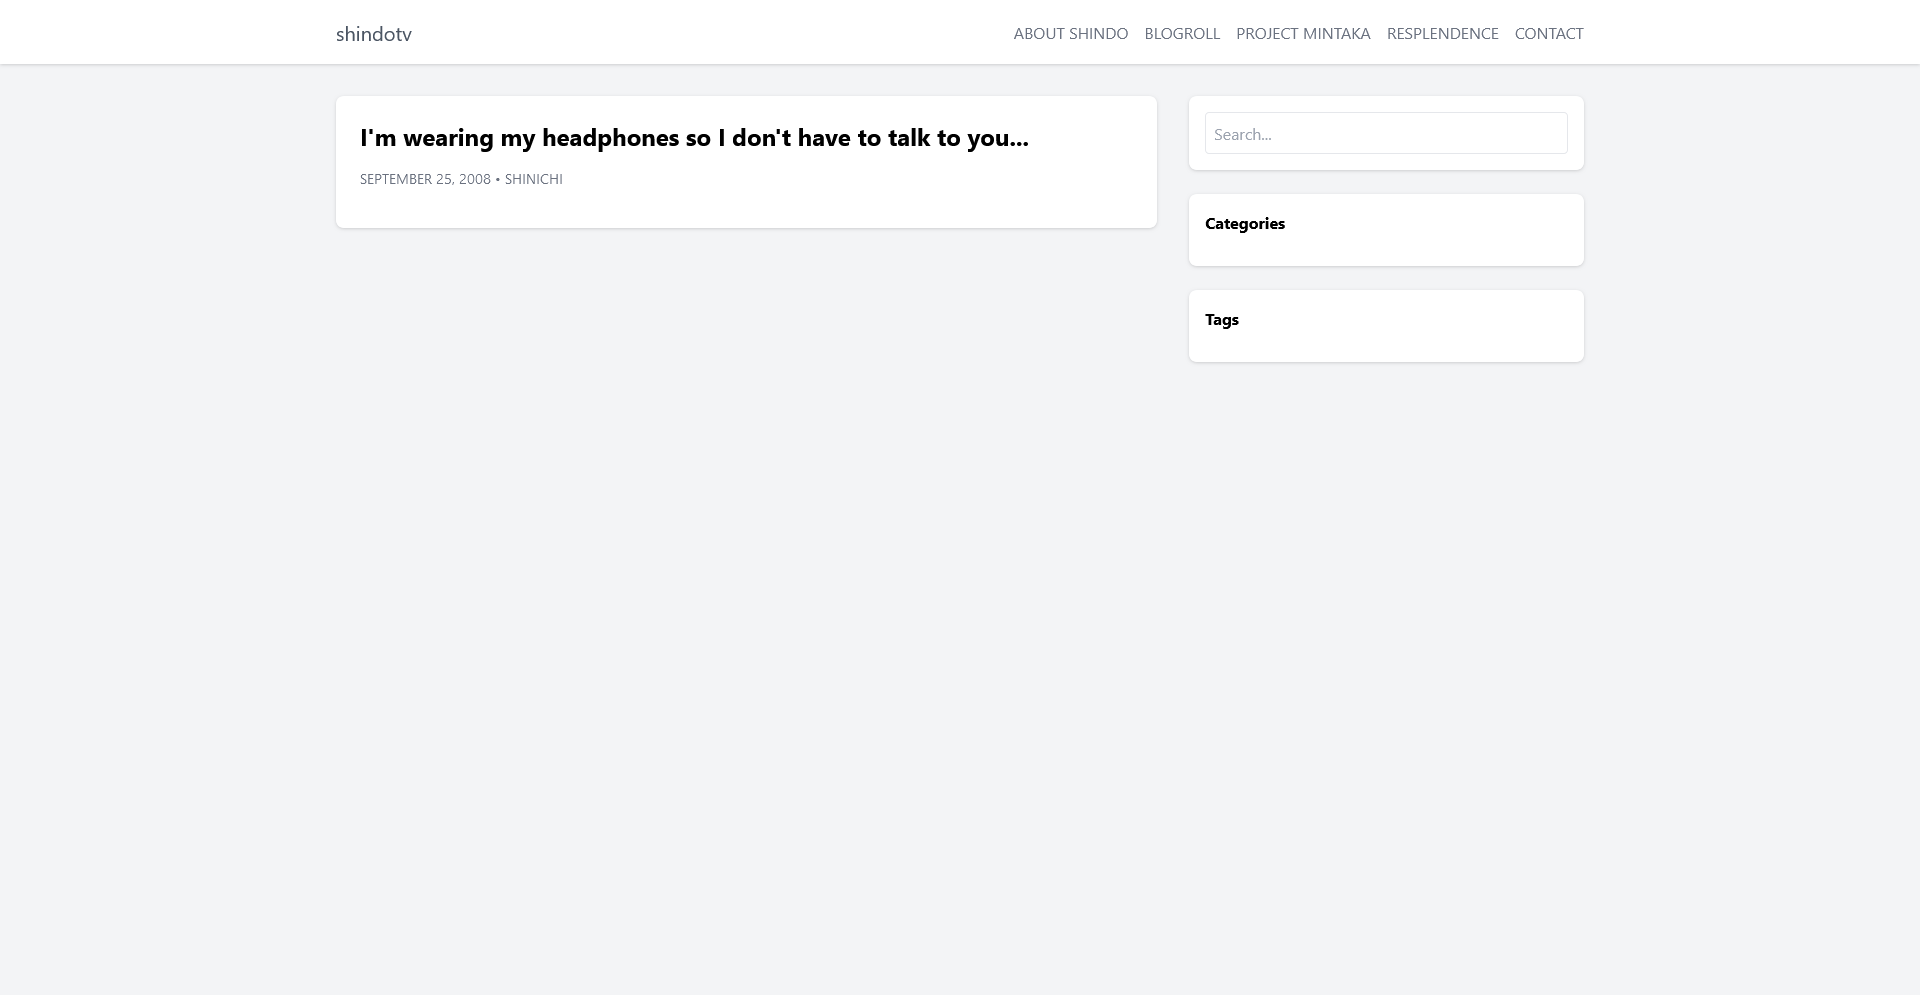 shindotv
ABOUT SHINDO BLOGROLL PROJECT MINTAKA RESPLENDENCE CONTACT
I'm wearing my headphones so I don't have to talk to you...
SEPTEMBER 25, 2008 • SHINICHI
Search...
Categories
Tags